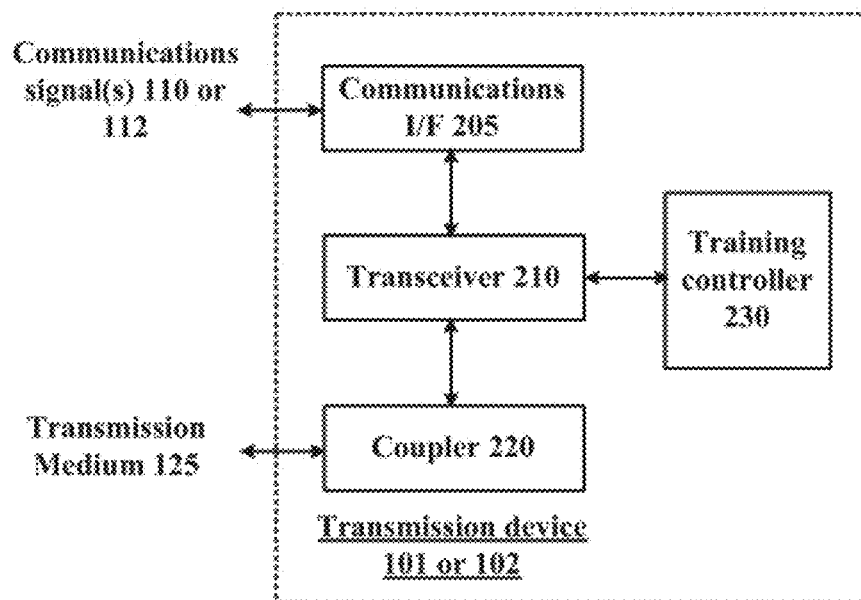 Communications
signal(s) 110 or
112
Communications
I/F 205
Transceiver 210
Training
controller
230
Transmission
Medium 125
Coupler 220
Transmission device
101 or 102